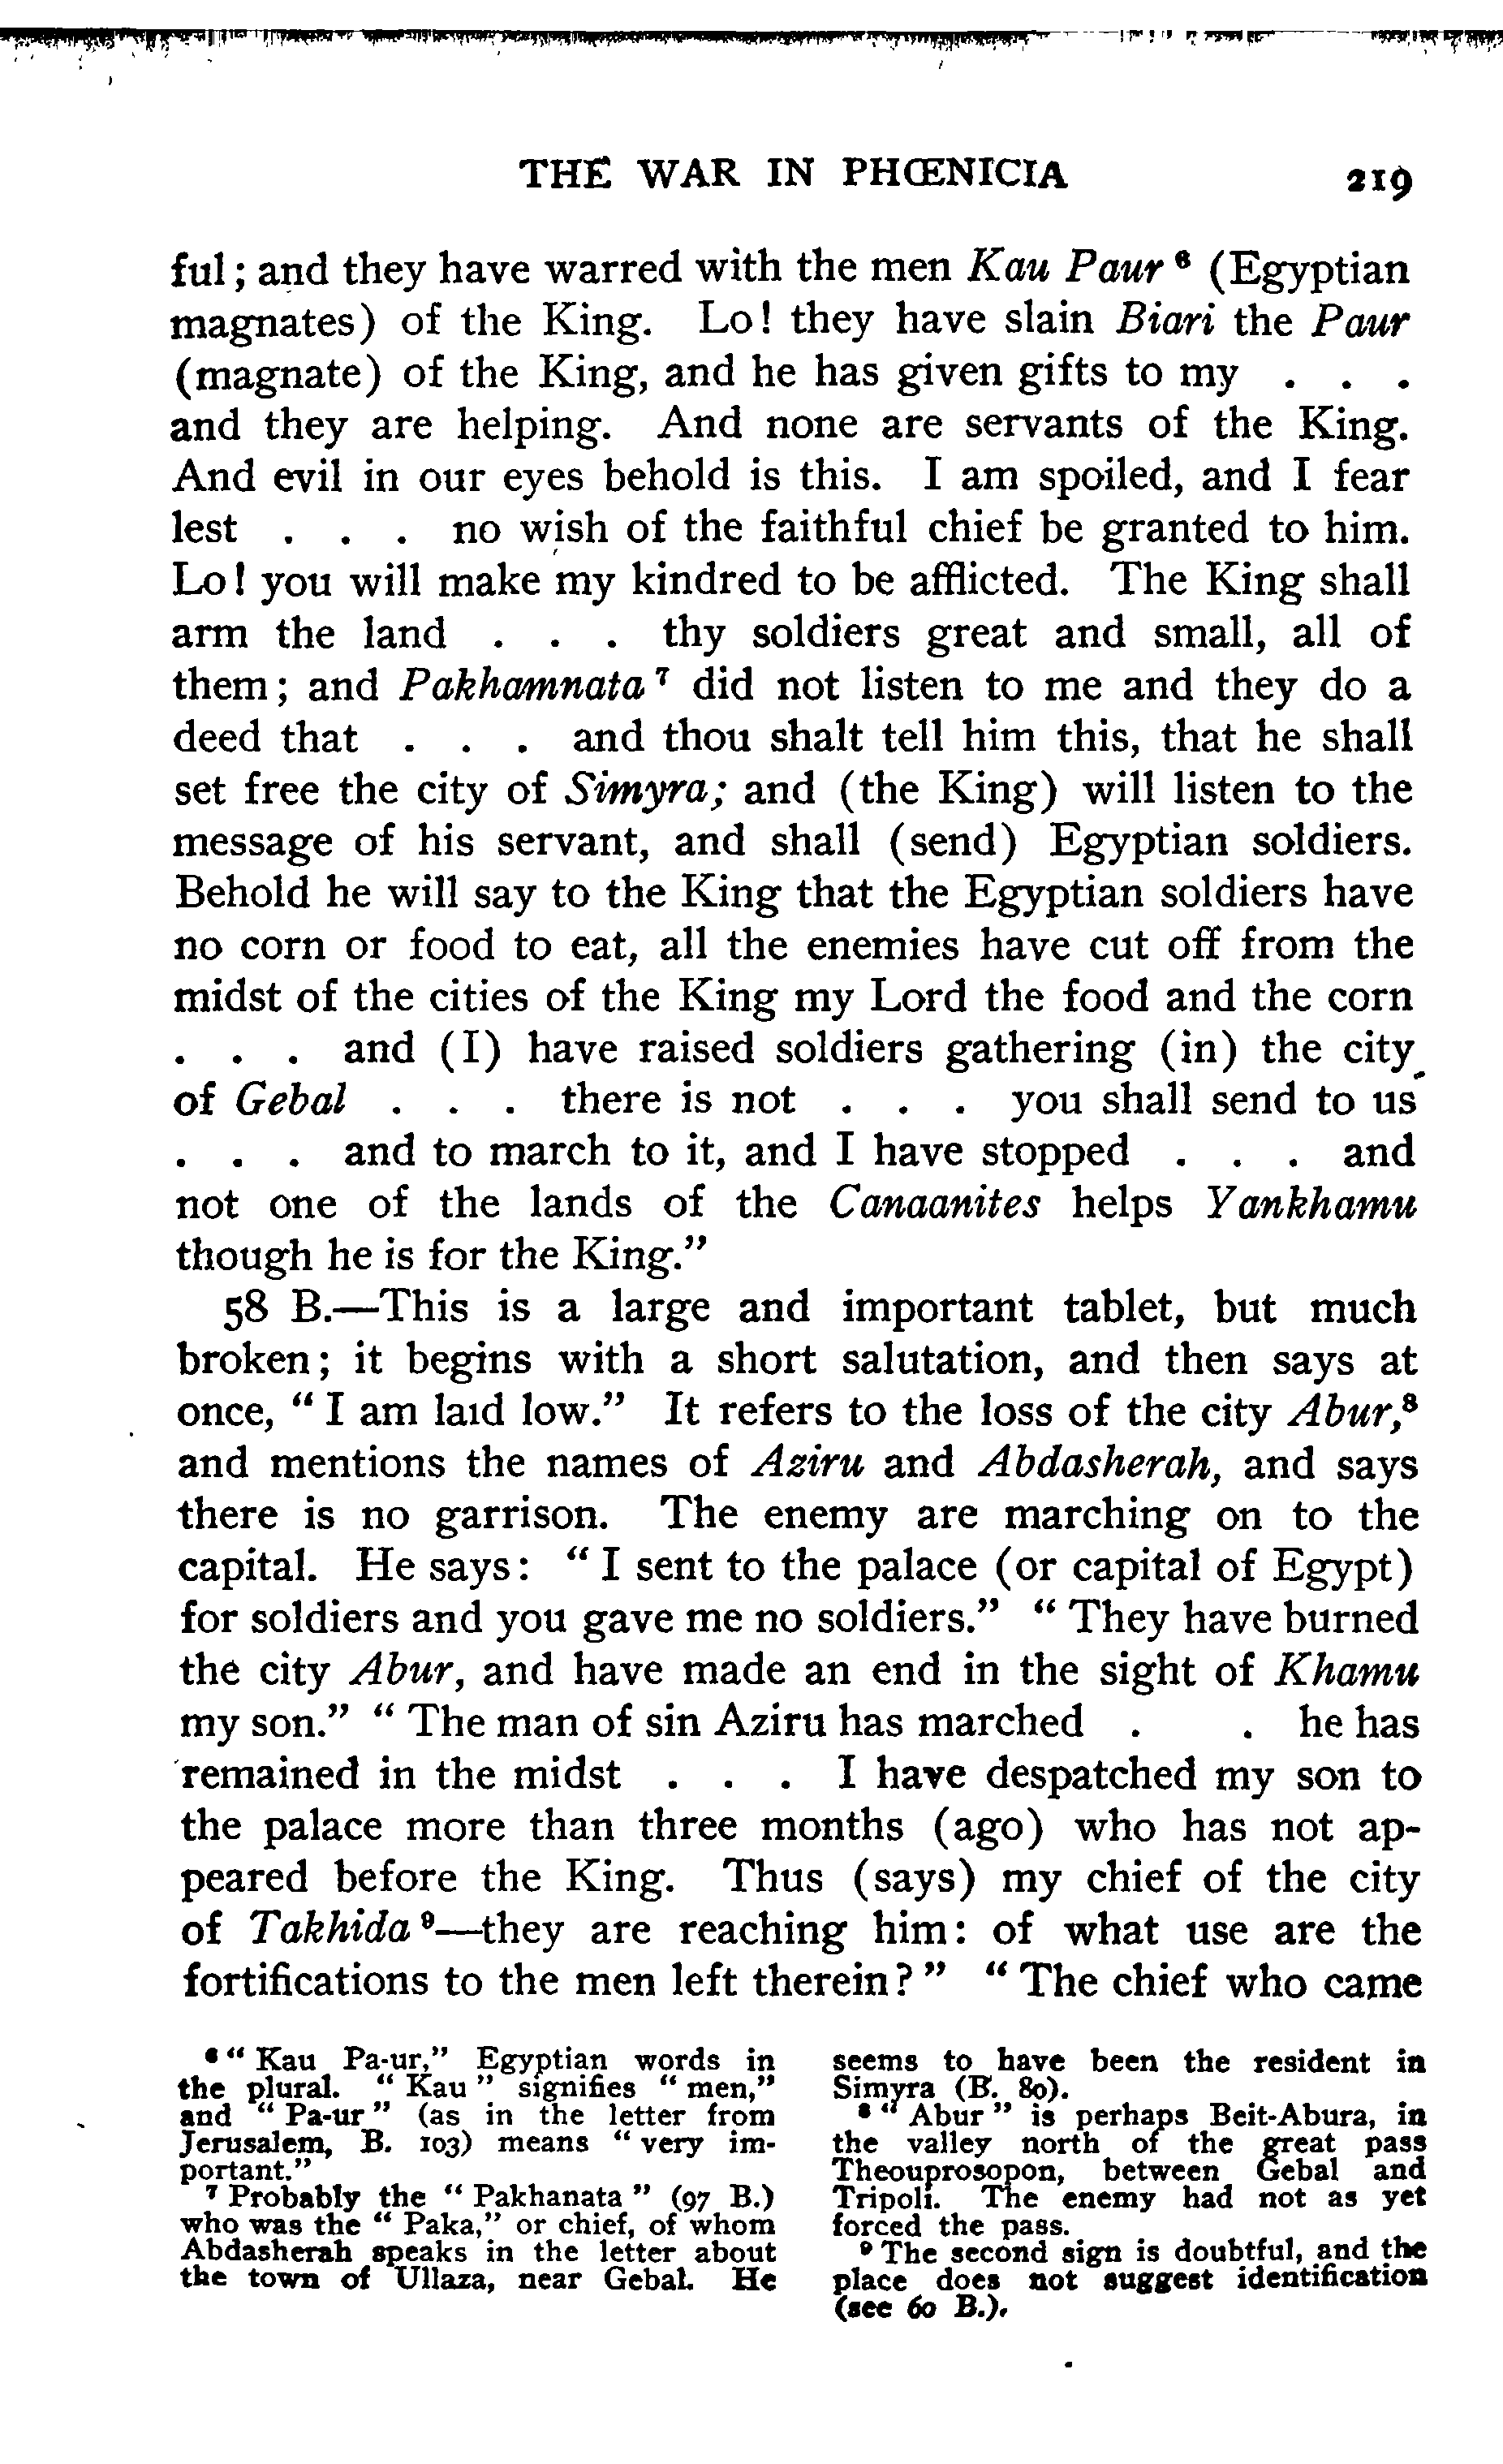 THE WAR IN PHŒNICIA 219
ful; and they have warred with the men Kau Paur ⁶ (Egyptian
magnates) of the King. Lo! they have slain Biari the Paur
(magnate) of the King, and he has given gifts to my . . .
and they are helping. And none are servants of the King.
And evil in our eyes behold is this. I am spoiled, and I fear
lest . . . no wish of the faithful chief be granted to him.
Lo! you will make my kindred to be afflicted. The King shall
arm the land . . . thy soldiers great and small, all of
them; and Pakhamnata ⁷ did not listen to me and they do a
deed that . . . and thou shalt tell him this, that he shall
set free the city of Simyra; and (the King) will listen to the
message of his servant, and shall (send) Egyptian soldiers.
Behold he will say to the King that the Egyptian soldiers have
no corn or food to eat, all the enemies have cut off from the
midst of the cities of the King my Lord the food and the corn
. . . and (I) have raised soldiers gathering (in) the city
of Gebal . . . there is not . . . you shall send to us
. . . and to march to it, and I have stopped . . . and
not one of the lands of the Canaanites helps Yankhamu
though he is for the King."
58 B.—This is a large and important tablet, but much
broken; it begins with a short salutation, and then says at
once, "I am laid low." It refers to the loss of the city Abur,⁸
and mentions the names of Aziru and Abdasherah, and says
there is no garrison. The enemy are marching on to the
capital. He says: "I sent to the palace (or capital of Egypt)
for soldiers and you gave me no soldiers." "They have burned
the city Abur, and have made an end in the sight of Khamu
my son." "The man of sin Aziru has marched . . he has
remained in the midst . . . I have despatched my son to
the palace more than three months (ago) who has not ap-
peared before the King. Thus (says) my chief of the city
of Takhida ⁹—they are reaching him: of what use are the
fortifications to the men left therein?" "The chief who came
⁶ "Kau Pa-ur," Egyptian words in
the plural. "Kau" signifies "men,"
and "Pa-ur" (as in the letter from
Jerusalem, B. 103) means "very im-
portant."
⁷ Probably the "Pakhanata" (97 B.)
who was the "Paka," or chief, of whom
Abdasherah speaks in the letter about
the town of Ullaza, near Gebal. He
seems to have been the resident in
Simyra (B. 80).
⁸ "Abur" is perhaps Beit-Abura, in
the valley north of the great pass
Theouprosopon, between Gebal and
Tripoli. The enemy had not as yet
forced the pass.
⁹ The second sign is doubtful, and the
place does not suggest identification
(see 60 B.).